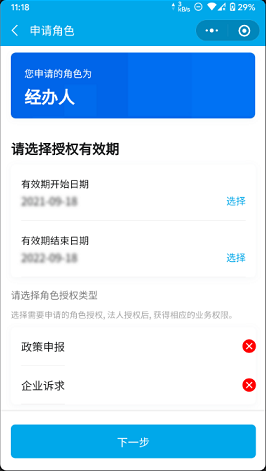 11:18
3
KB/s
29%
申请角色
您申请的角色为
经办人
请选择授权有效期
有效期开始日期
2021-09-18
选择
有效期结束日期
2022-09-18
选择
请选择角色授权类型
选择需要申请的角色授权, 法人授权后, 获得相应的业务权限。
政策申报
企业诉求
下一步